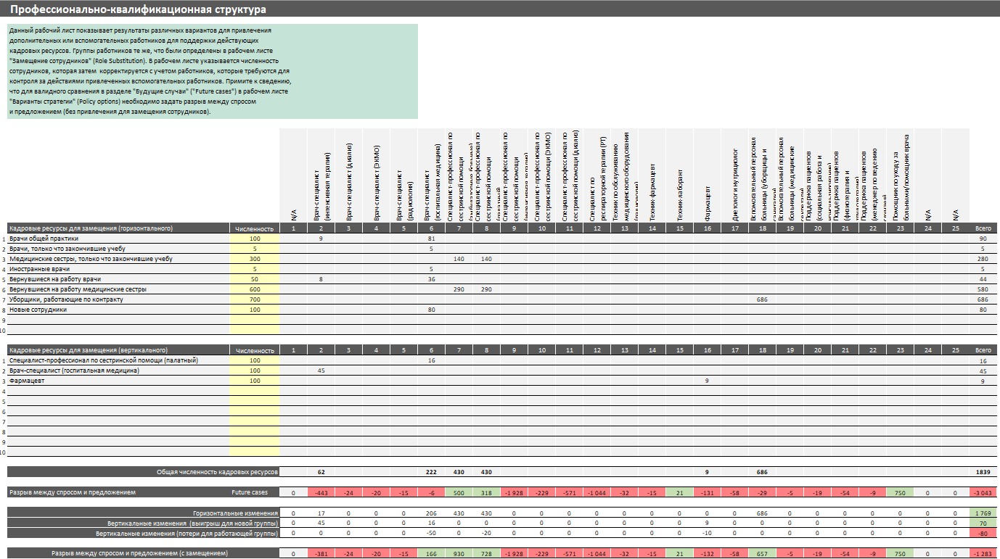 Профессионально-квалификационная структура
Данный рабочий лист показывает результаты различных вариантов для привлечения
дополнительных или вспомогательных работников для поддержки действующих
кадровых ресурсов. Группы работников те же, что были определены в рабочем листе
"Замещение сотрудников" (Role Substitution). В рабочем листе указывается численность
сотрудников, которая затем корректируется с учетом работников, которые требуются для
контроля за действиями привлеченных вспомогательных работников. Примите к сведению,
что для валидного сравнения в разделе "Будущие случаи" ("Future cases") в рабочем листе
"Варианты стратегии" (Policy options) необходимо задать разрыв между спросом
и предложением (без привлечения для замещения сотрудников).
N/A
Врач-специалист
(интенсивная терапия)
Врач-специалист (диализ)
Врач-специалист (ЭКМО)
Врач-специалист
(радиология)
Врач-специалист
(госпитальная медицина)
Специалист-профессионал по
сестринской помощи
Специалист-профессионал по
сестринской помощи
Специалист-профессионал по
сестринской помощи
Специалист-профессионал по
сестринской помощи (ЭКМО)
Специалист-профессионал по
сестринской помощи (диализ)
Специалист по
респираторной терапии (РТ)
Техник по обслуживанию
медицинского оборудования
Техник-фармацевт
Техник-лаборант
Фармацевт
Диетолог и нутрициолог
Вспомогательный персонал
больницы (уборщицы и
Вспомогательный персонал
больницы (медицинские
Поддержка пациентов
(социальная работа и
Поддержка пациентов
(физиотерапия и
Поддержка пациентов
(менеджер по ведению
Помощник по уходу за
больными/помощник врача
N/A
N/A
Кадровые ресурсы для замещения (горизонтального) Численность 1 2 3 4 5 6 7 8 9 10 11 12 13 14 15 16 17 18 19 20 21 22 23 24 25 Всего
1 Врачи общей практики 100 9 81 90
2 Врачи, только что закончившие учебу 5 5 5
3 Медицинские сестры, только что закончившие учебу 300 140 140 280
4 Иностранные врачи 5 5 5
5 Вернувшиеся на работу врачи 50 8 36 44
6 Вернувшиеся на работу медицинские сестры 600 290 290 580
7 Уборщики, работающие по контракту 700 686 686
8 Новые сотрудники 100 80 80
9
10
Кадровые ресурсы для замещения (вертикального) Численность 1 2 3 4 5 6 7 8 9 10 11 12 13 14 15 16 17 18 19 20 21 22 23 24 25 Всего
1 Специалист-профессионал по сестринской помощи (палатный) 100 16 16
2 Врач-специалист (госпитальная медицина) 100 45 45
3 Фармацевт 100 9 9
4
5
6
7
8
9
10
Общая численность кадровых ресурсов 62 222 430 430 9 686 1839
Разрыв между спросом и предложением Future cases 0 -443 -24 -20 -15 -6 500 318 -1 928 -229 -571 -1 044 -32 -15 21 -131 -58 -29 -5 -19 -54 -9 750 0 0 -3 043
Горизонтальные изменения 0 17 0 0 0 206 430 430 0 0 0 0 0 0 0 0 0 686 0 0 0 0 0 0 0 1 769
Вертикальные изменения (выигрыш для новой группы) 0 45 0 0 0 16 0 0 0 0 0 0 0 0 0 9 0 0 0 0 0 0 0 0 0 70
Вертикальные изменения (потери для работающей группы) 0 0 0 0 0 -50 0 -20 0 0 0 0 0 0 0 -10 0 0 0 0 0 0 0 0 0 -80
Разрыв между спросом и предложением (с замещением) 0 -381 -24 -20 -15 166 930 728 -1 928 -229 -571 -1 044 -32 -15 21 -132 -58 657 -5 -19 -54 -9 750 0 0 -1 283